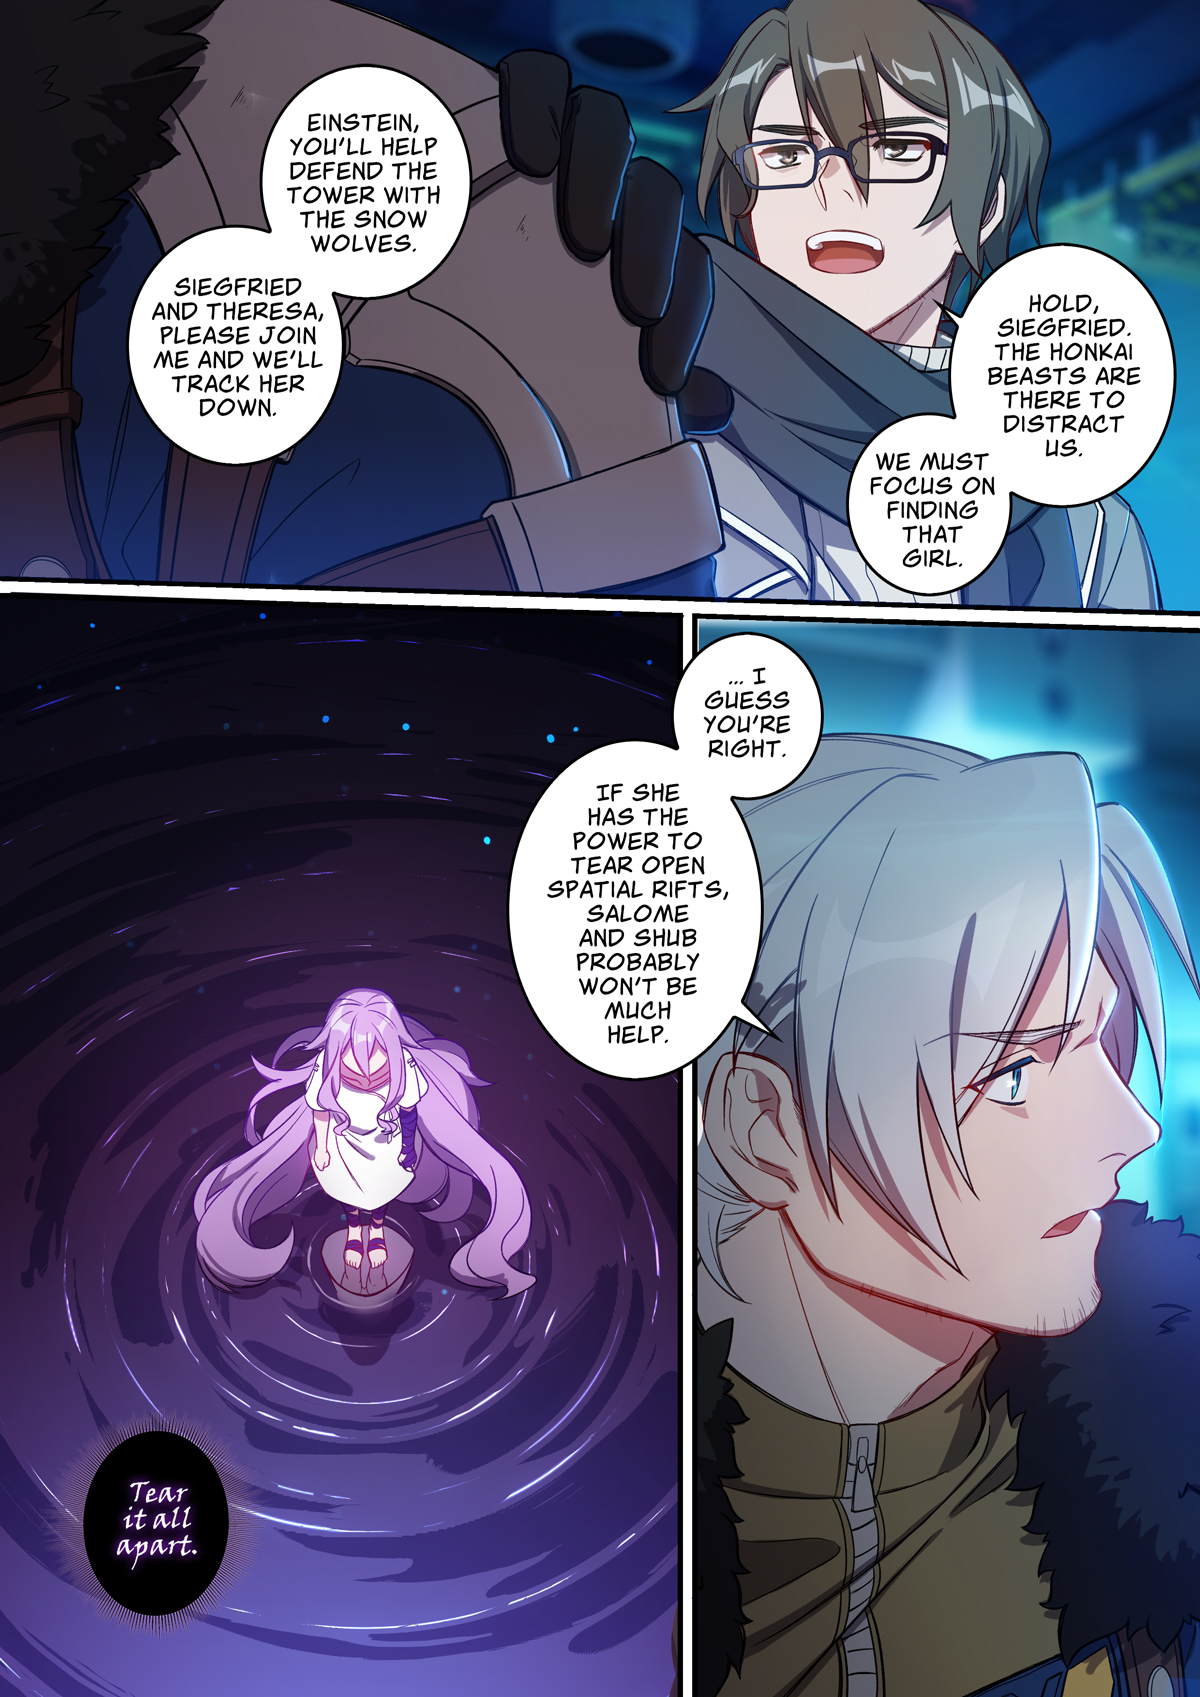 HOLD,
SIEGFRIED.
THE HONKAI
BEASTS ARE
THERE TO
DISTRACT
US.
WE MUST
FOCUS ON
FINDING
THAT
GIRL.
EINSTEIN,
YOU'LL HELP
DEFEND THE
TOWER WITH
THE SNOW
WOLVES.
SIEGFRIED
AND THERESA,
PLEASE JOIN
ME AND WE'LL
TRACK HER
DOWN.
... I
GUESS
YOU'RE
RIGHT.
IF SHE
HAS THE
POWER TO
TEAR OPEN
SPATIAL RIFTS,
SALOME
AND SHUB
PROBABLY
WON'T BE
MUCH
HELP.
Tear
it all
apart.